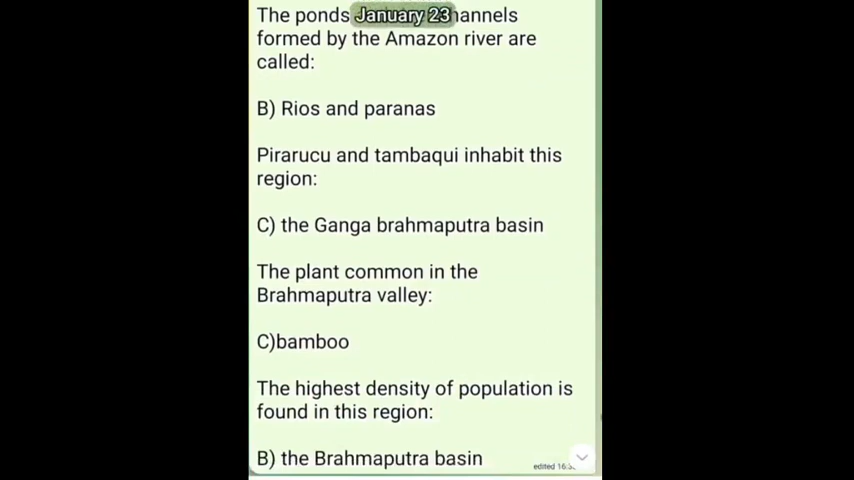 The ponds January 23 hannels
formed by the Amazon river are
called:
B) Rios and paranas
Pirarucu and tambaqui inhabit this
region:
C) the Ganga brahmaputra basin
The plant common in the
Brahmaputra valley:
C)bamboo
The highest density of population is
found in this region:
B) the Brahmaputra basin
edited